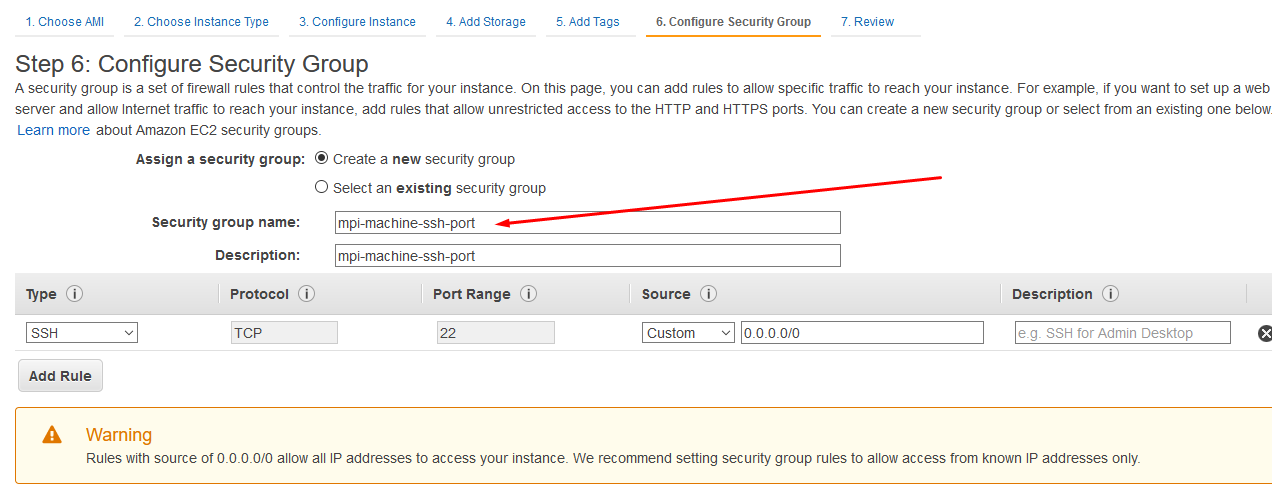 1. Choose AMI 2. Choose Instance Type 3. Configure Instance 4. Add Storage 5. Add Tags 6. Configure Security Group 7. Review
Step 6: Configure Security Group
A security group is a set of firewall rules that control the traffic for your instance. On this page, you can add rules to allow specific traffic to reach your instance. For example, if you want to set up a web
server and allow Internet traffic to reach your instance, add rules that allow unrestricted access to the HTTP and HTTPS ports. You can create a new security group or select from an existing one below.
Learn more about Amazon EC2 security groups.
Assign a security group: Create a new security group
Select an existing security group
Security group name: mpi-machine-ssh-port
Description: mpi-machine-ssh-port
Type i Protocol i Port Range i Source i Description i
SSH TCP 22 Custom 0.0.0.0/0 e.g. SSH for Admin Desktop
Add Rule
Warning
Rules with source of 0.0.0.0/0 allow all IP addresses to access your instance. We recommend setting security group rules to allow access from known IP addresses only.